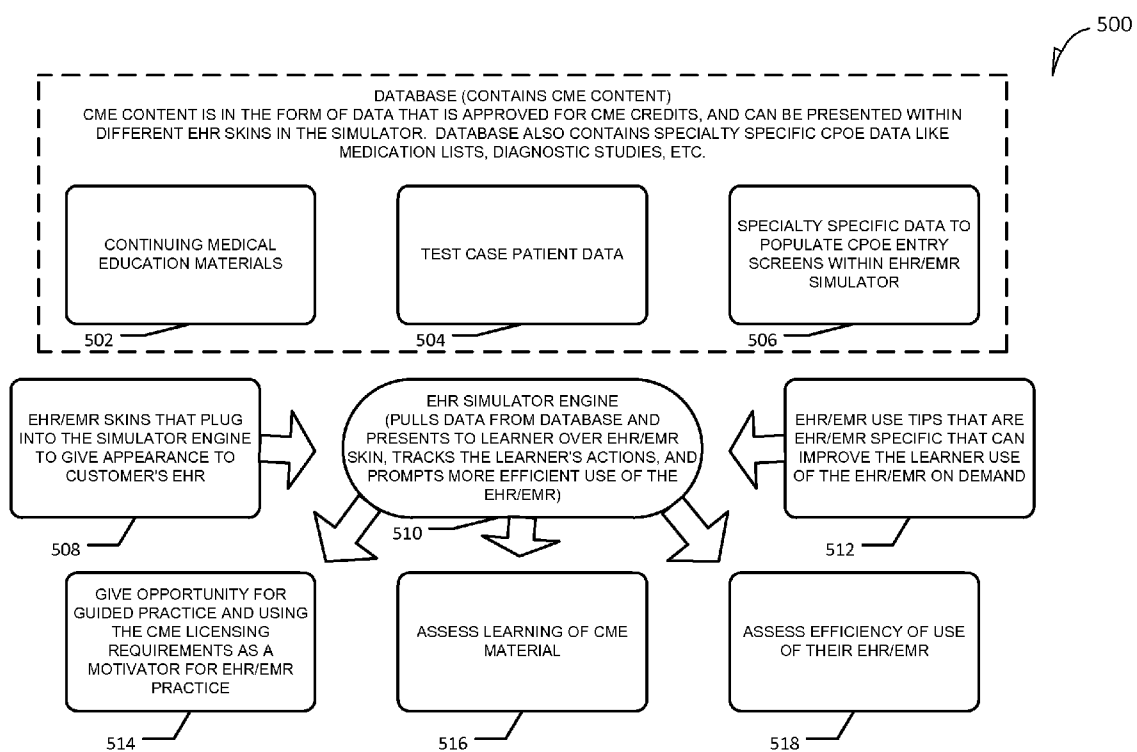 500
DATABASE (CONTAINS CME CONTENT)
CME CONTENT IS IN THE FORM OF DATA THAT IS APPROVED FOR CME CREDITS, AND CAN BE PRESENTED WITHIN
DIFFERENT EHR SKINS IN THE SIMULATOR. DATABASE ALSO CONTAINS SPECIALTY SPECIFIC CPOE DATA LIKE
MEDICATION LISTS, DIAGNOSTIC STUDIES, ETC.
CONTINUING MEDICAL
EDUCATION MATERIALS
502
TEST CASE PATIENT DATA
504
SPECIALTY SPECIFIC DATA TO
POPULATE CPOE ENTRY
SCREENS WITHIN EHR/EMR
SIMULATOR
506
EHR/EMR SKINS THAT PLUG
INTO THE SIMULATOR ENGINE
TO GIVE APPEARANCE TO
CUSTOMER'S EHR
508
EHR SIMULATOR ENGINE
(PULLS DATA FROM DATABASE AND
PRESENTS TO LEARNER OVER EHR/EMR
SKIN, TRACKS THE LEARNER'S ACTIONS, AND
PROMPTS MORE EFFICIENT USE OF THE
EHR/EMR)
510
EHR/EMR USE TIPS THAT ARE
EHR/EMR SPECIFIC THAT CAN
IMPROVE THE LEARNER USE
OF THE EHR/EMR ON DEMAND
512
GIVE OPPORTUNITY FOR
GUIDED PRACTICE AND USING
THE CME LICENSING
REQUIREMENTS AS A
MOTIVATOR FOR EHR/EMR
PRACTICE
514
ASSESS LEARNING OF CME
MATERIAL
516
ASSESS EFFICIENCY OF USE
OF THEIR EHR/EMR
518